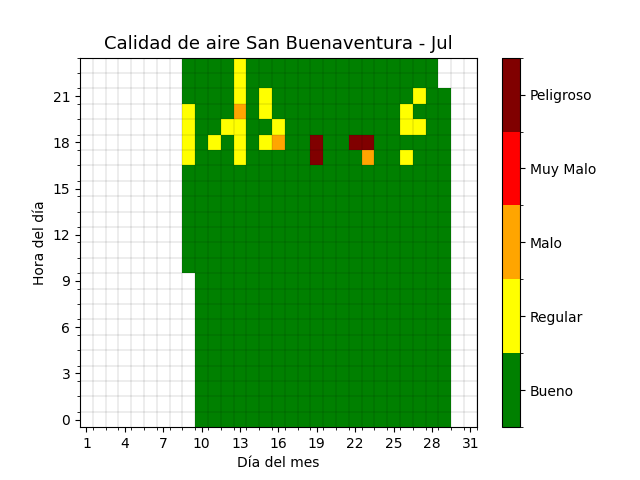 Calidad de aire San Buenaventura - Jul
Hora del día
21
18
15
12
9
6
3
0
1 4 7 10 13 16 19 22 25 28 31
Día del mes
Peligroso
Muy Malo
Malo
Regular
Bueno